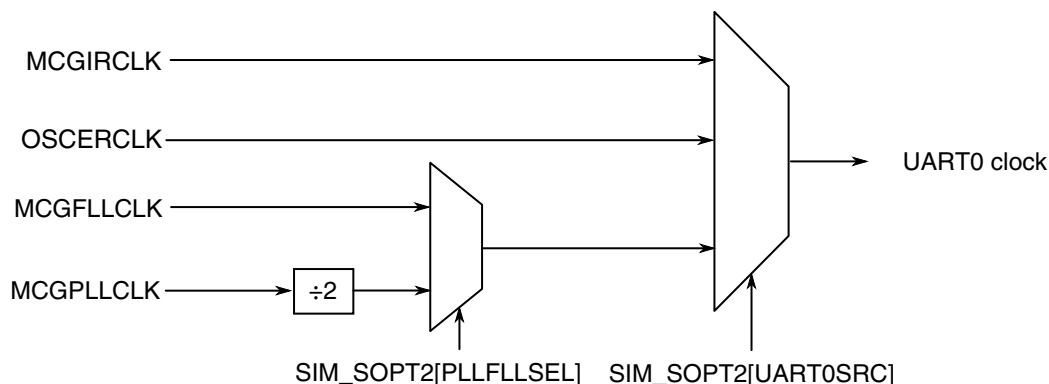 MCGIRCLK
OSCERCLK
UART0 clock
MCGFLLCLK
MCGPLLCLK
÷2
SIM_SOPT2[PLLFLLSEL]
SIM_SOPT2[UART0SRC]